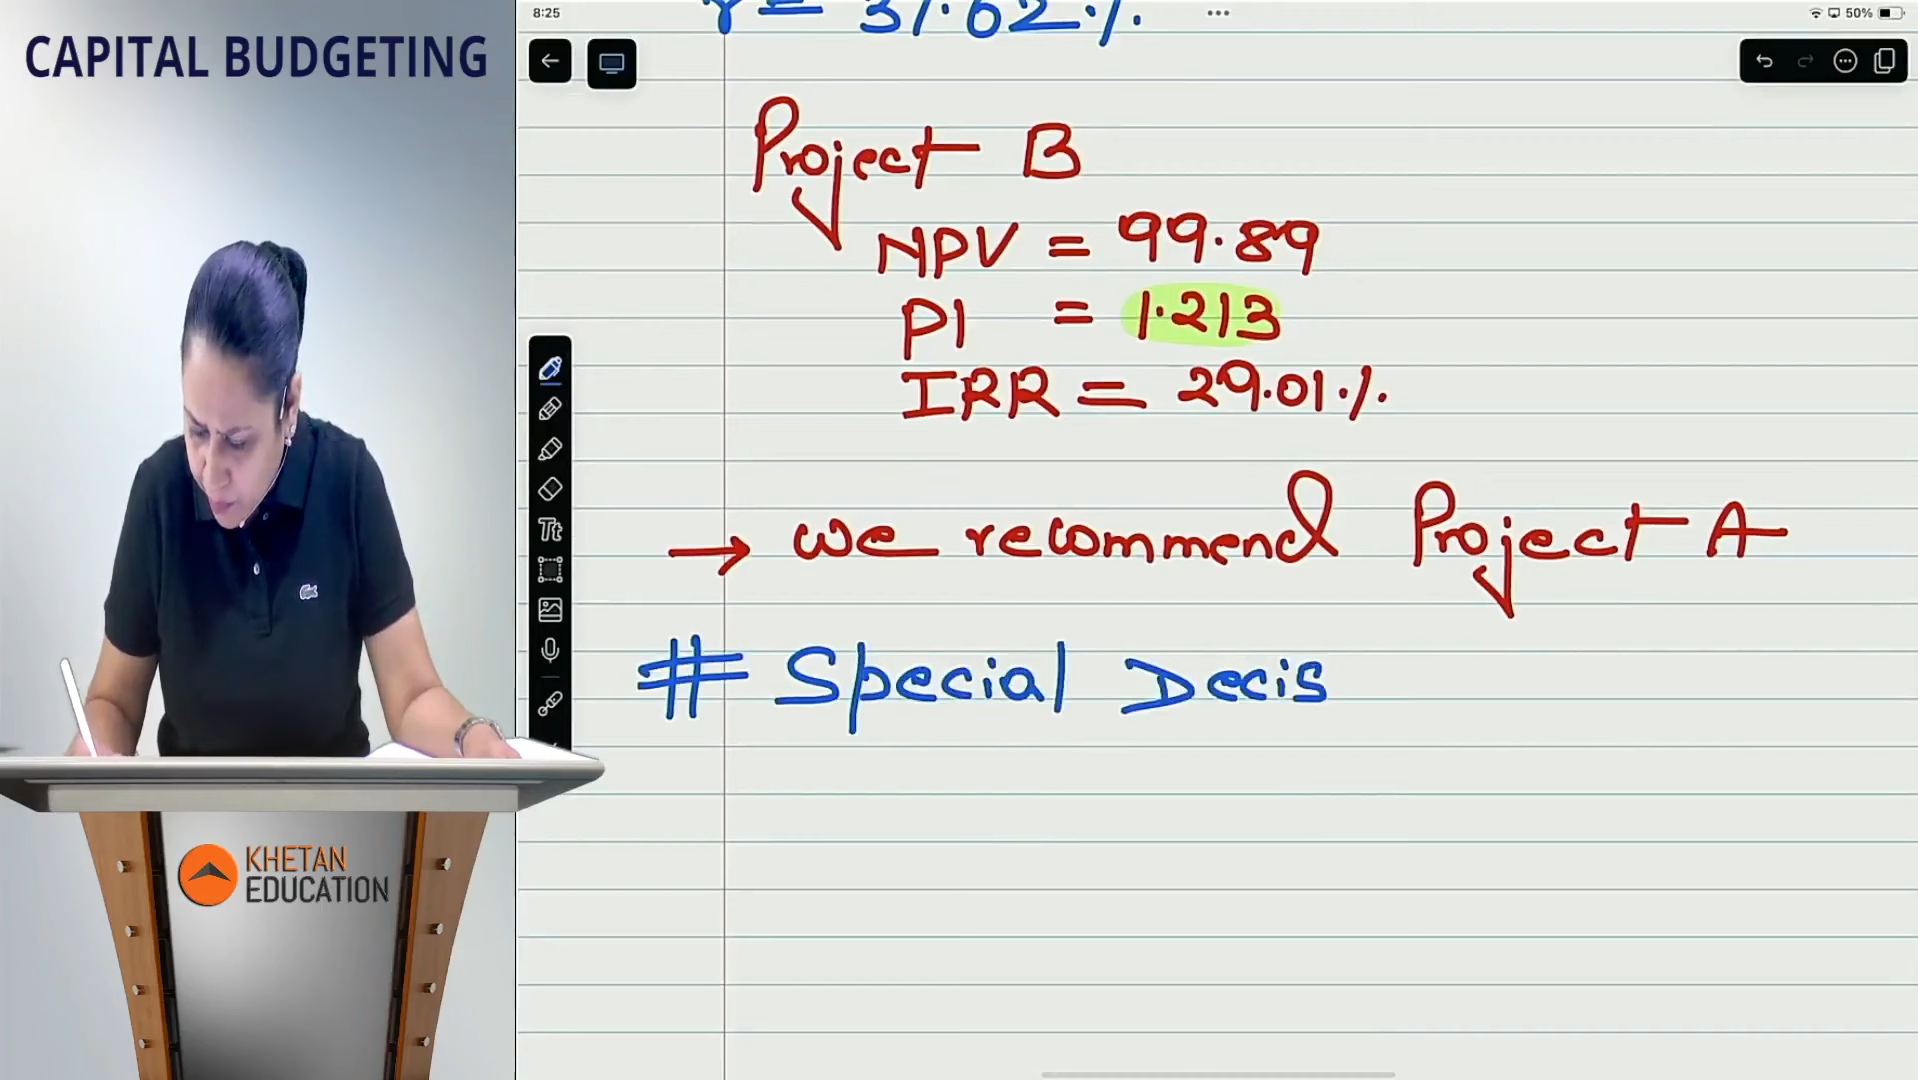 CAPITAL BUDGETING
8:25
50%
Project B
NPV = 99.89
PI = 1.213
IRR = 29.01%
Tt
→ we recommend Project A
# Special Decis
KHETAN
EDUCATION